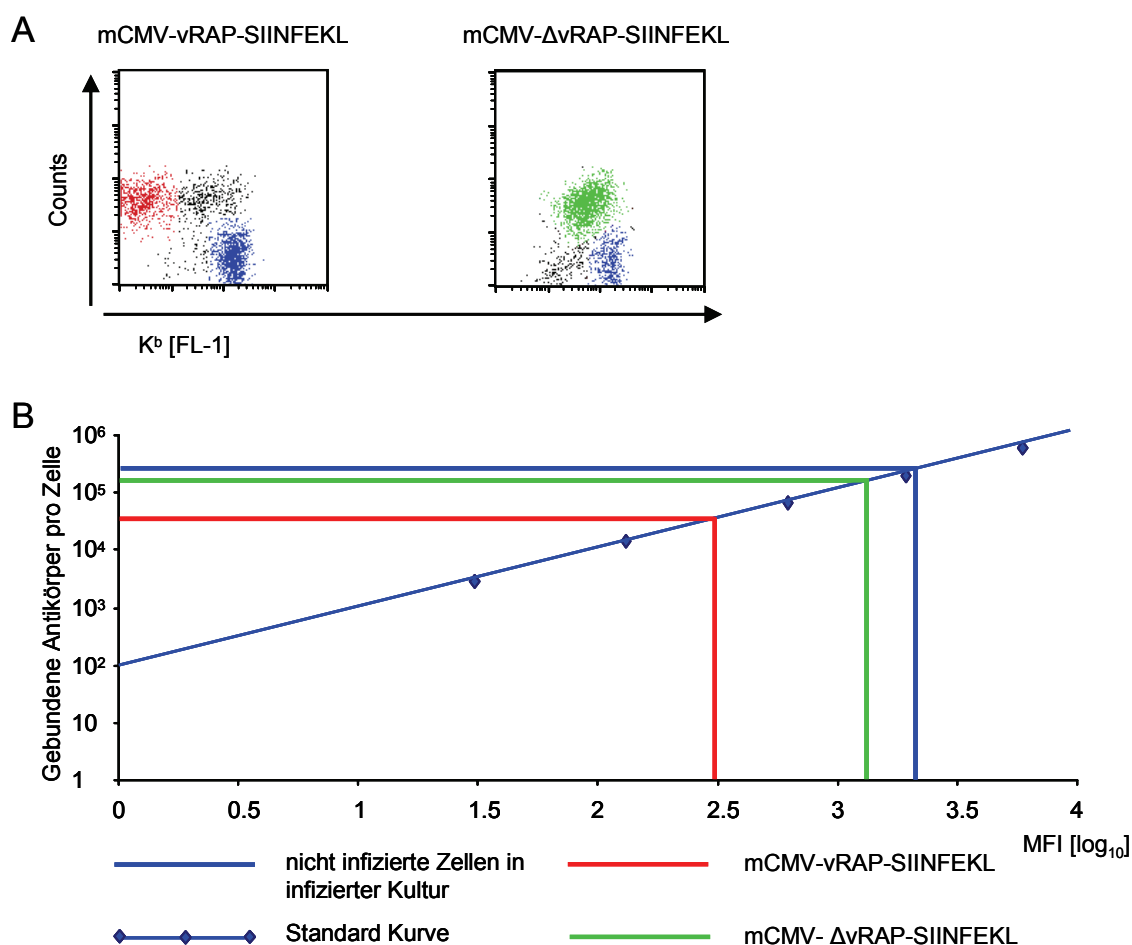 A
mCMV-vRAP-SIINFEKL
mCMV-ΔvRAP-SIINFEKL
Counts
Kᵇ [FL-1]
B
Gebundene Antikörper pro Zelle
10⁶
10⁵
10⁴
10³
10²
10
1
0
0.5
1
1.5
2
2.5
3
3.5
4
MFI [log₁₀]
nicht infizierte Zellen in
infizierter Kultur
mCMV-vRAP-SIINFEKL
Standard Kurve
mCMV- ΔvRAP-SIINFEKL